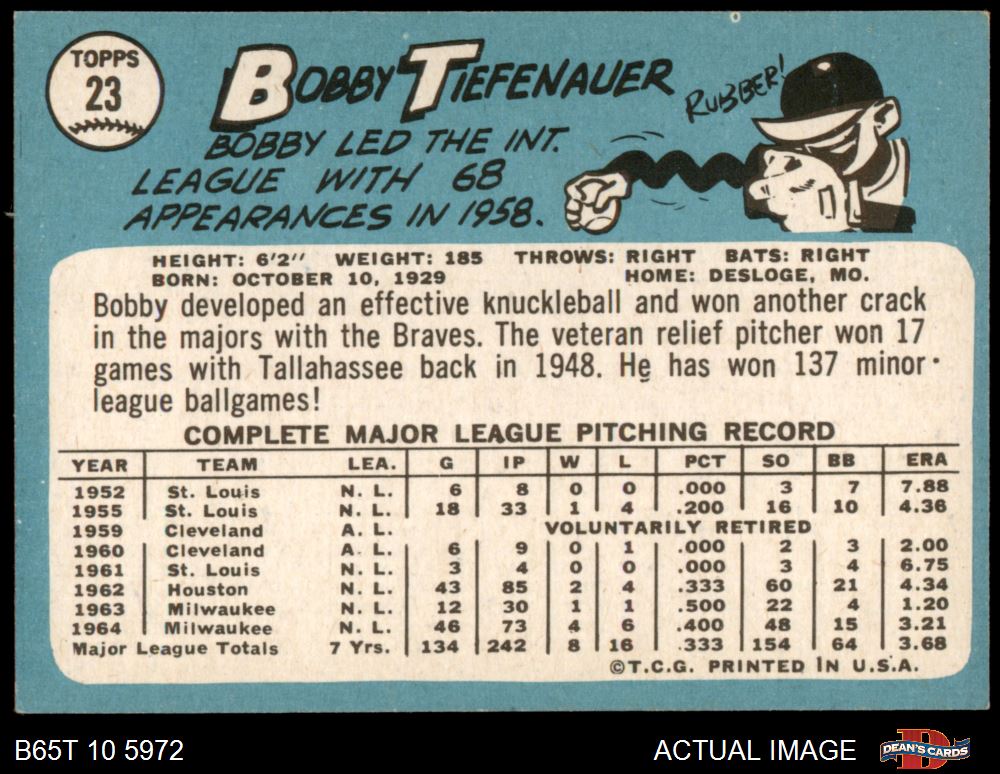 TOPPS
23
BOBBY TIEFENAUER
RUBBER!
BOBBY LED THE INT.
LEAGUE WITH 68
APPEARANCES IN 1958.
HEIGHT: 6'2" WEIGHT: 185 THROWS: RIGHT BATS: RIGHT
BORN: OCTOBER 10, 1929 HOME: DESLOGE, MO.
Bobby developed an effective knuckleball and won another crack
in the majors with the Braves. The veteran relief pitcher won 17
games with Tallahassee back in 1948. He has won 137 minor-
league ballgames!
COMPLETE MAJOR LEAGUE PITCHING RECORD
YEAR TEAM LEA. G IP W L PCT SO BB ERA
1952 St. Louis N. L. 6 8 0 0 .000 3 7 7.88
1955 St. Louis N. L. 18 33 1 4 .200 16 10 4.36
1959 Cleveland A. L. VOLUNTARILY RETIRED
1960 Cleveland A. L. 6 9 0 1 .000 2 3 2.00
1961 St. Louis N. L. 3 4 0 0 .000 3 4 6.75
1962 Houston N. L. 43 85 2 4 .333 60 21 4.34
1963 Milwaukee N. L. 12 30 1 1 .500 22 4 1.20
1964 Milwaukee N. L. 46 73 4 6 .400 48 15 3.21
Major League Totals 7 Yrs. 134 242 8 16 .333 154 64 3.68
©T.C.G. PRINTED IN U.S.A.
B65T 10 5972 ACTUAL IMAGE DEAN'S CARDS